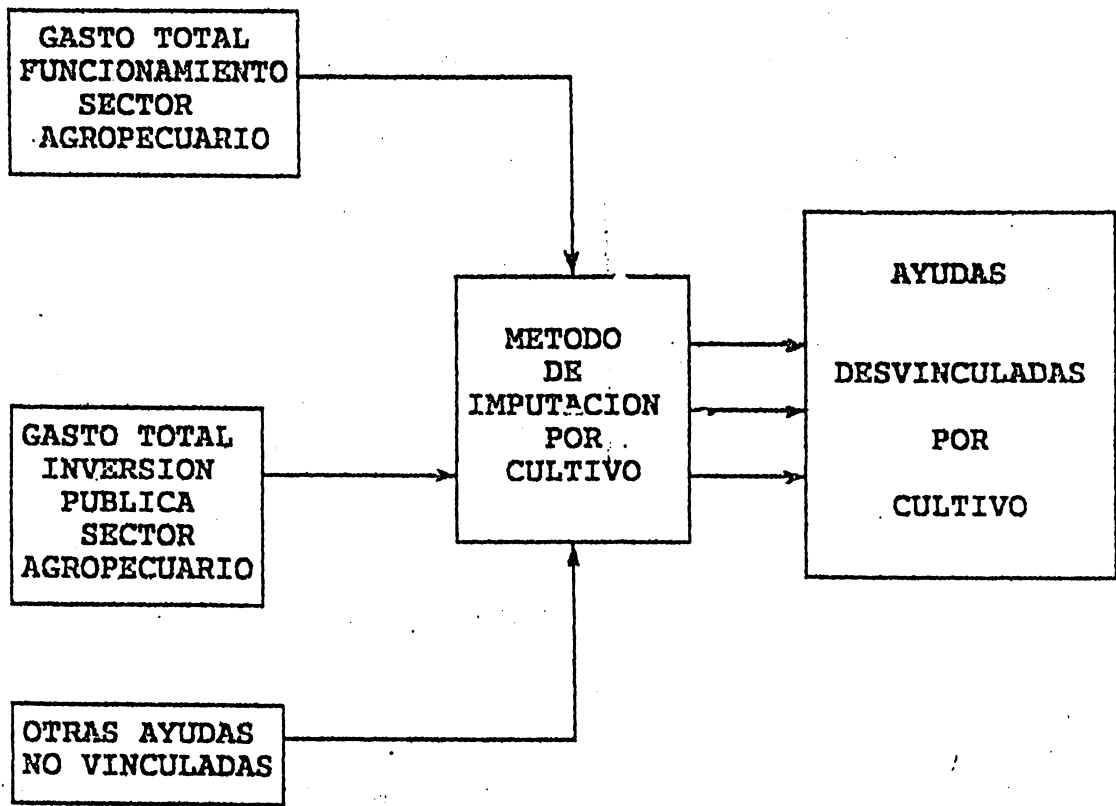 GASTO TOTAL
FUNCIONAMIENTO
SECTOR
AGROPECUARIO
GASTO TOTAL
INVERSION
PUBLICA
SECTOR
AGROPECUARIO
OTRAS AYUDAS
NO VINCULADAS
METODO
DE
IMPUTACION
POR
CULTIVO
AYUDAS
DESVINCULADAS
POR
CULTIVO